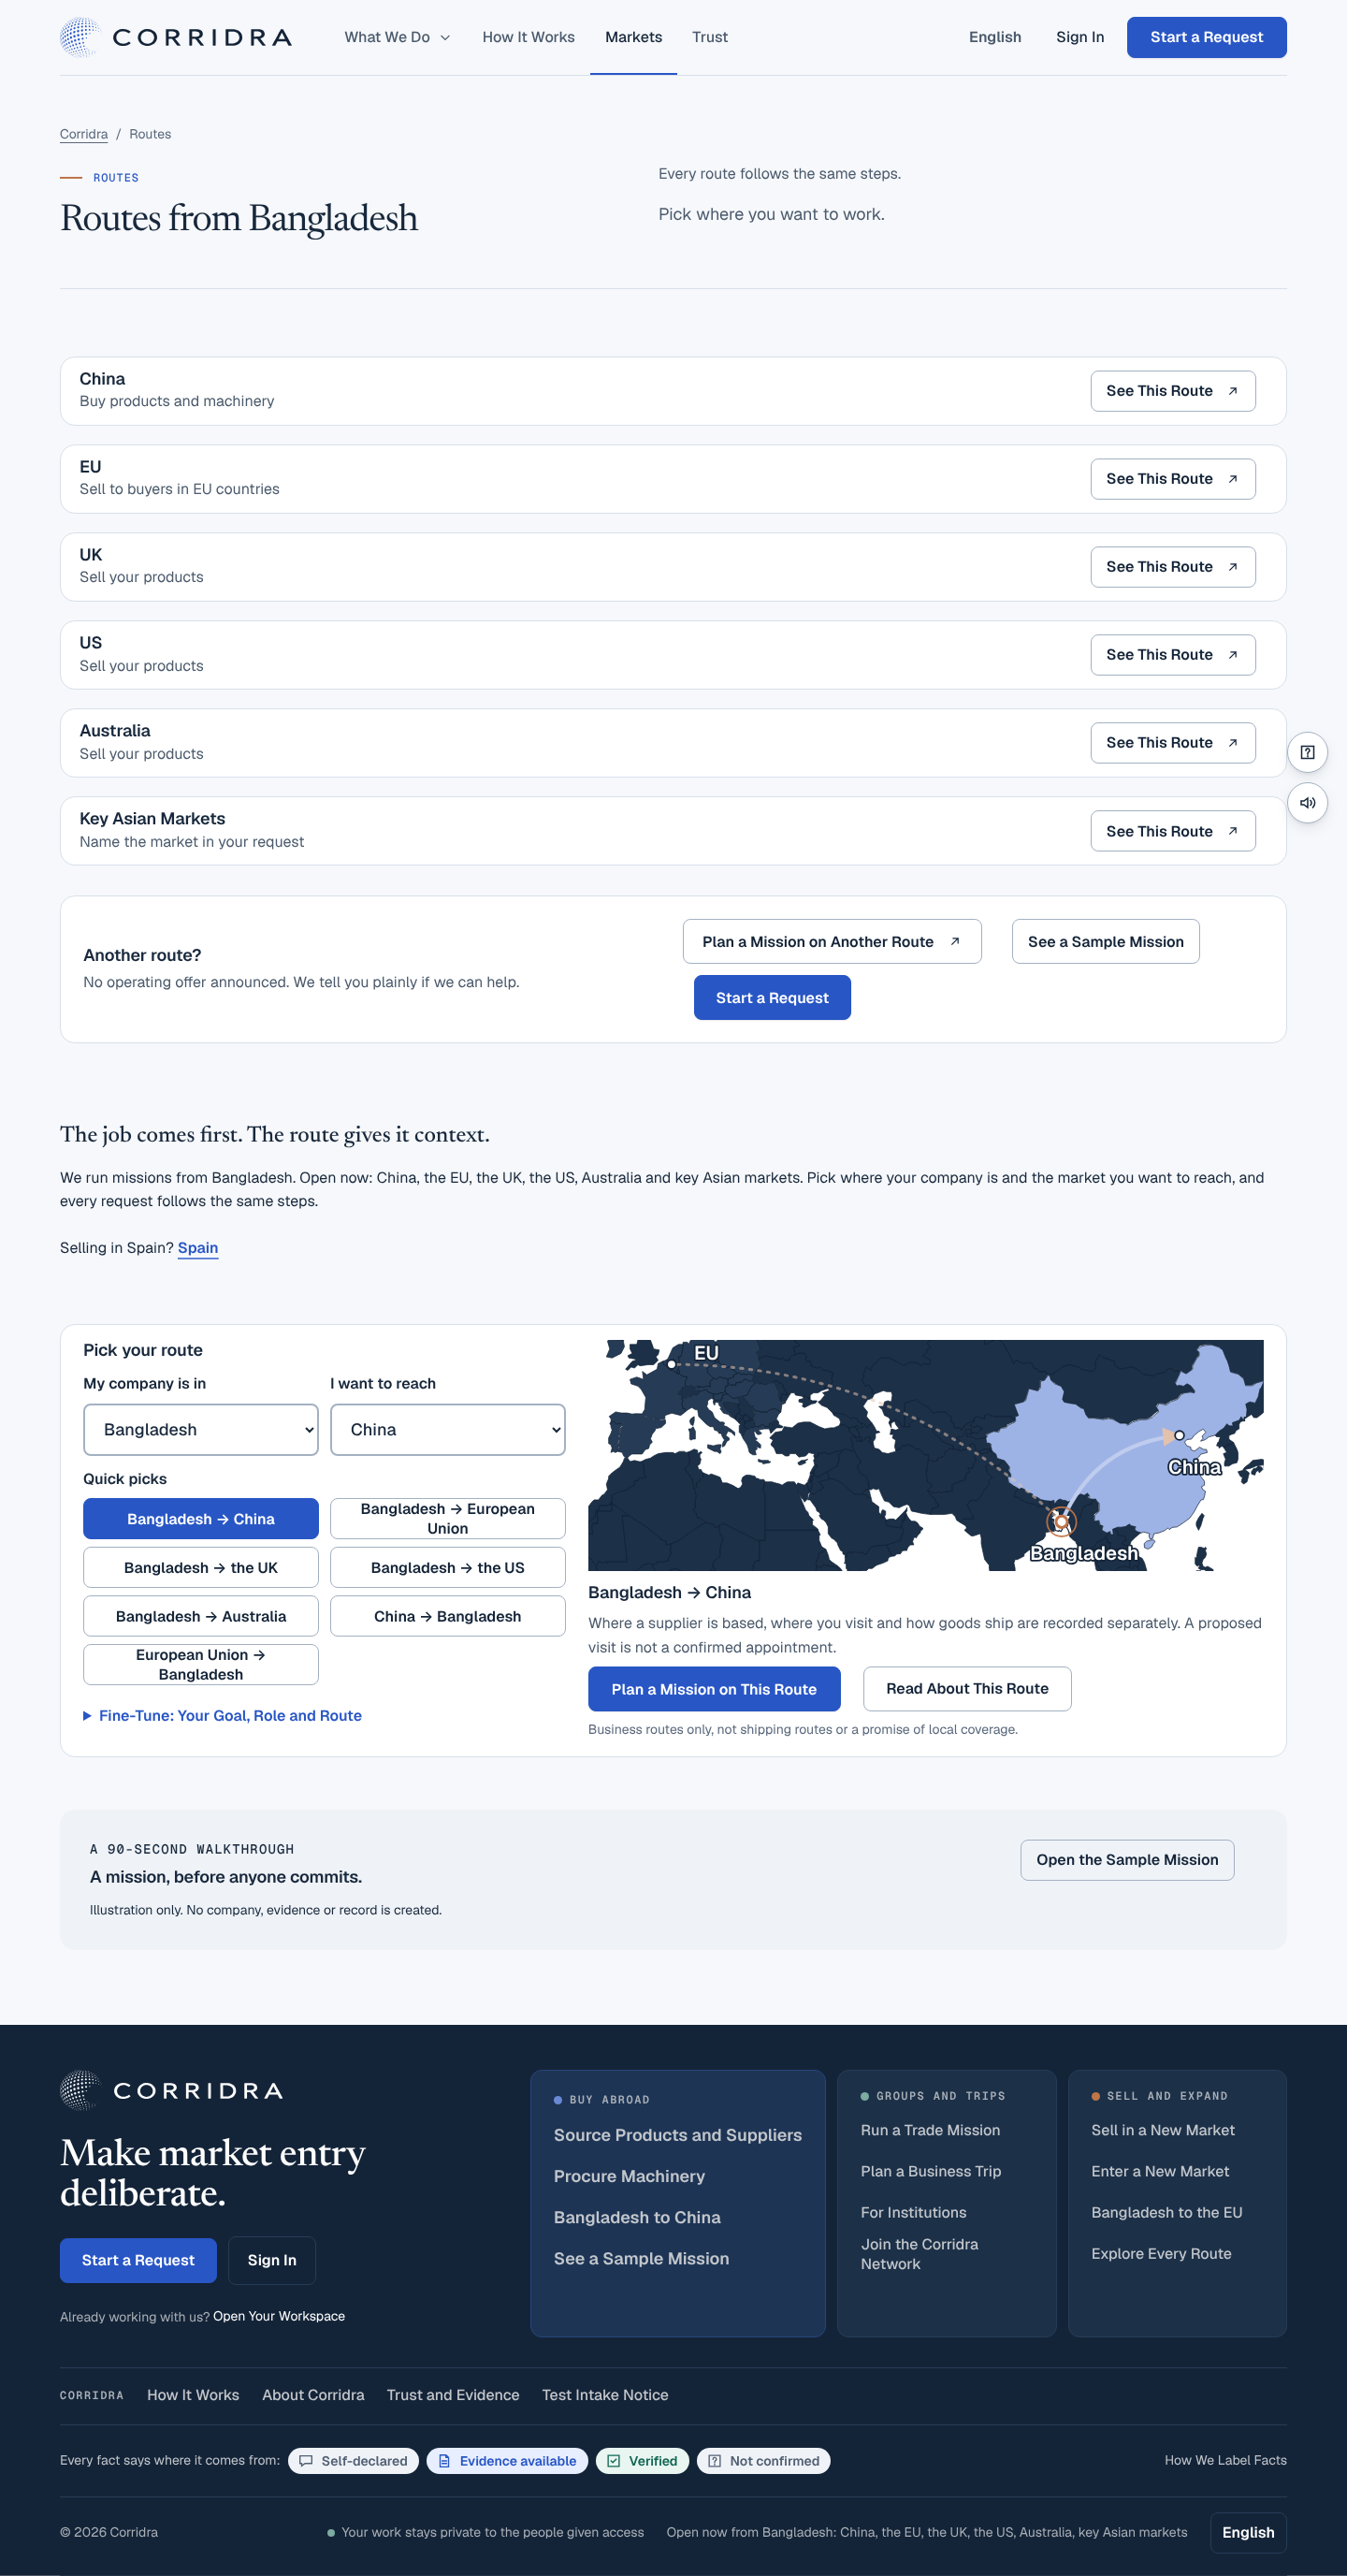 CORRIDRA
What We Do
How It Works
Markets
Trust
English
Sign In
Start a Request
Corridra / Routes
ROUTES
Routes from Bangladesh
Every route follows the same steps.
Pick where you want to work.
China
Buy products and machinery
See This Route
EU
Sell to buyers in EU countries
See This Route
UK
Sell your products
See This Route
US
Sell your products
See This Route
Australia
Sell your products
See This Route
Key Asian Markets
Name the market in your request
See This Route
Another route?
No operating offer announced. We tell you plainly if we can help.
Plan a Mission on Another Route
See a Sample Mission
Start a Request
The job comes first. The route gives it context.
We run missions from Bangladesh. Open now: China, the EU, the UK, the US, Australia and key Asian markets. Pick where your company is and the market you want to reach, and
every request follows the same steps.
Selling in Spain? Spain
Pick your route
My company is in
I want to reach
Bangladesh
China
Quick picks
Bangladesh → China
Bangladesh → European
Union
Bangladesh → the UK
Bangladesh → the US
Bangladesh → Australia
China → Bangladesh
European Union →
Bangladesh
Fine-Tune: Your Goal, Role and Route
EU
China
Bangladesh
Bangladesh → China
Where a supplier is based, where you visit and how goods ship are recorded separately. A proposed
visit is not a confirmed appointment.
Plan a Mission on This Route
Read About This Route
Business routes only, not shipping routes or a promise of local coverage.
A 90-SECOND WALKTHROUGH
A mission, before anyone commits.
Illustration only. No company, evidence or record is created.
Open the Sample Mission
CORRIDRA
Make market entry
deliberate.
Start a Request
Sign In
Already working with us? Open Your Workspace
BUY ABROAD
Source Products and Suppliers
Procure Machinery
Bangladesh to China
See a Sample Mission
GROUPS AND TRIPS
Run a Trade Mission
Plan a Business Trip
For Institutions
Join the Corridra
Network
SELL AND EXPAND
Sell in a New Market
Enter a New Market
Bangladesh to the EU
Explore Every Route
CORRIDRA
How It Works
About Corridra
Trust and Evidence
Test Intake Notice
Every fact says where it comes from:
Self-declared
Evidence available
Verified
Not confirmed
How We Label Facts
© 2026 Corridra
Your work stays private to the people given access
Open now from Bangladesh: China, the EU, the UK, the US, Australia, key Asian markets
English